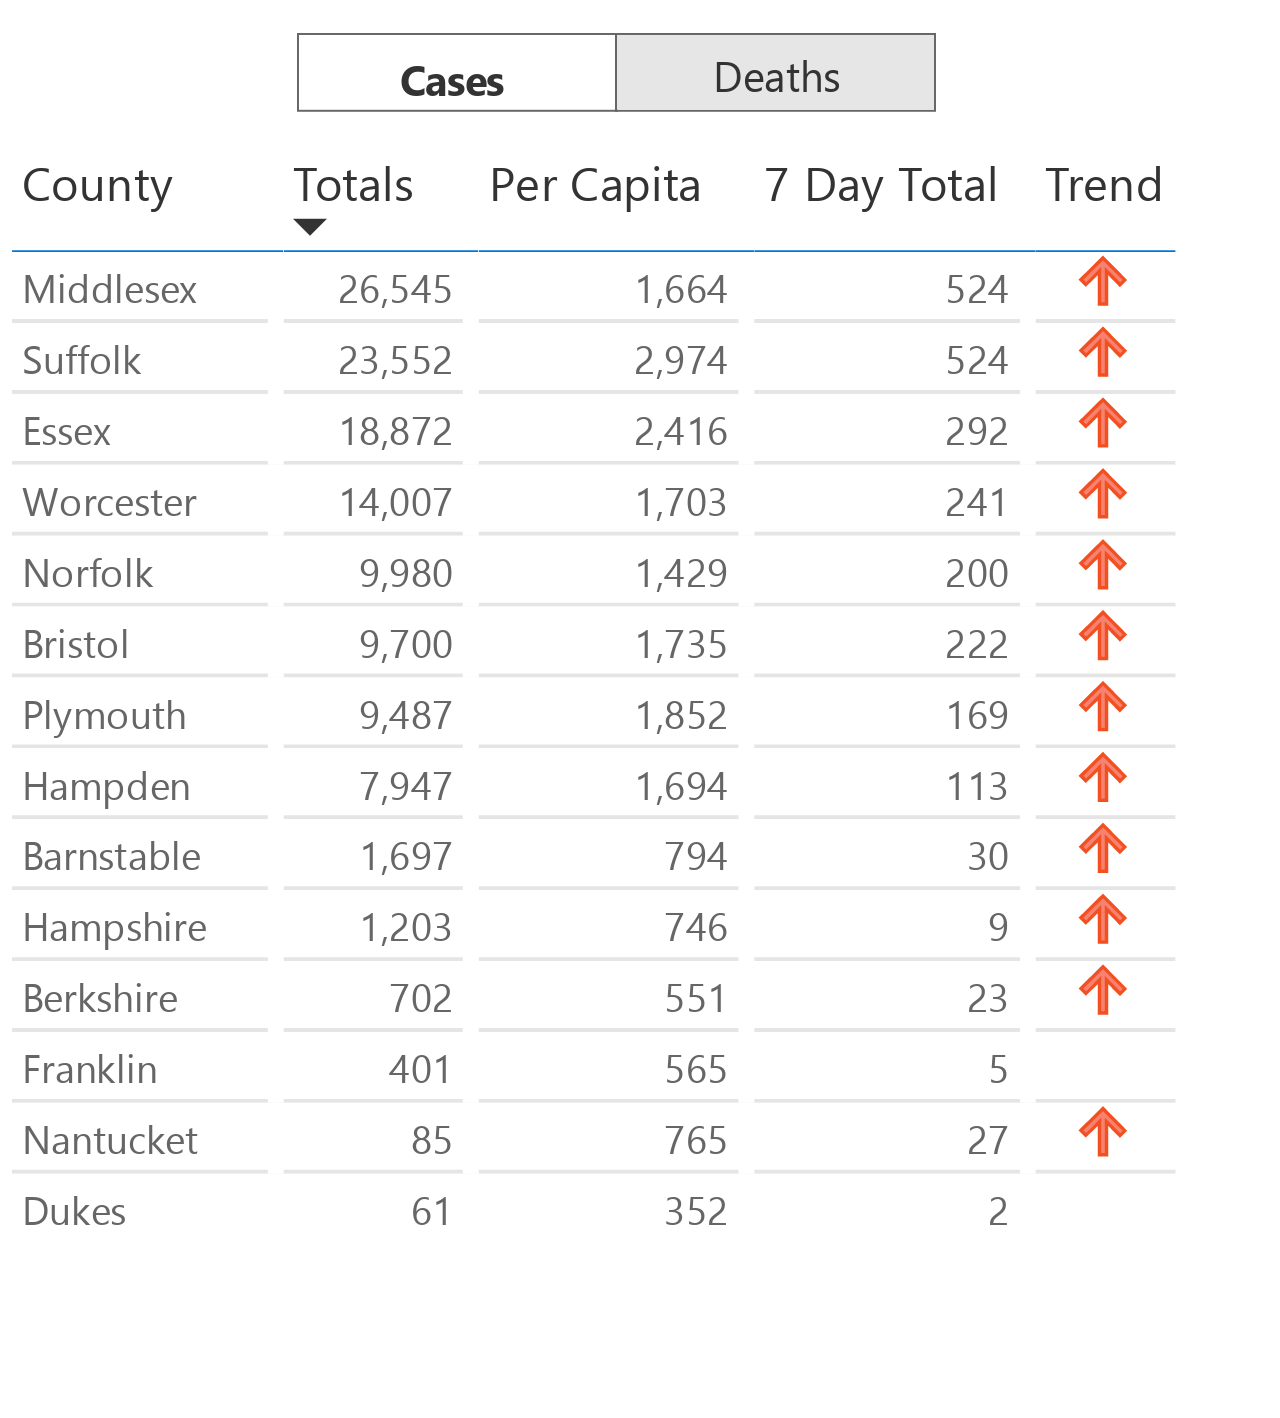 Cases Deaths
County Totals Per Capita 7 Day Total Trend
Middlesex 26,545 1,664 524
Suffolk 23,552 2,974 524
Essex 18,872 2,416 292
Worcester 14,007 1,703 241
Norfolk 9,980 1,429 200
Bristol 9,700 1,735 222
Plymouth 9,487 1,852 169
Hampden 7,947 1,694 113
Barnstable 1,697 794 30
Hampshire 1,203 746 9
Berkshire 702 551 23
Franklin 401 565 5
Nantucket 85 765 27
Dukes 61 352 2